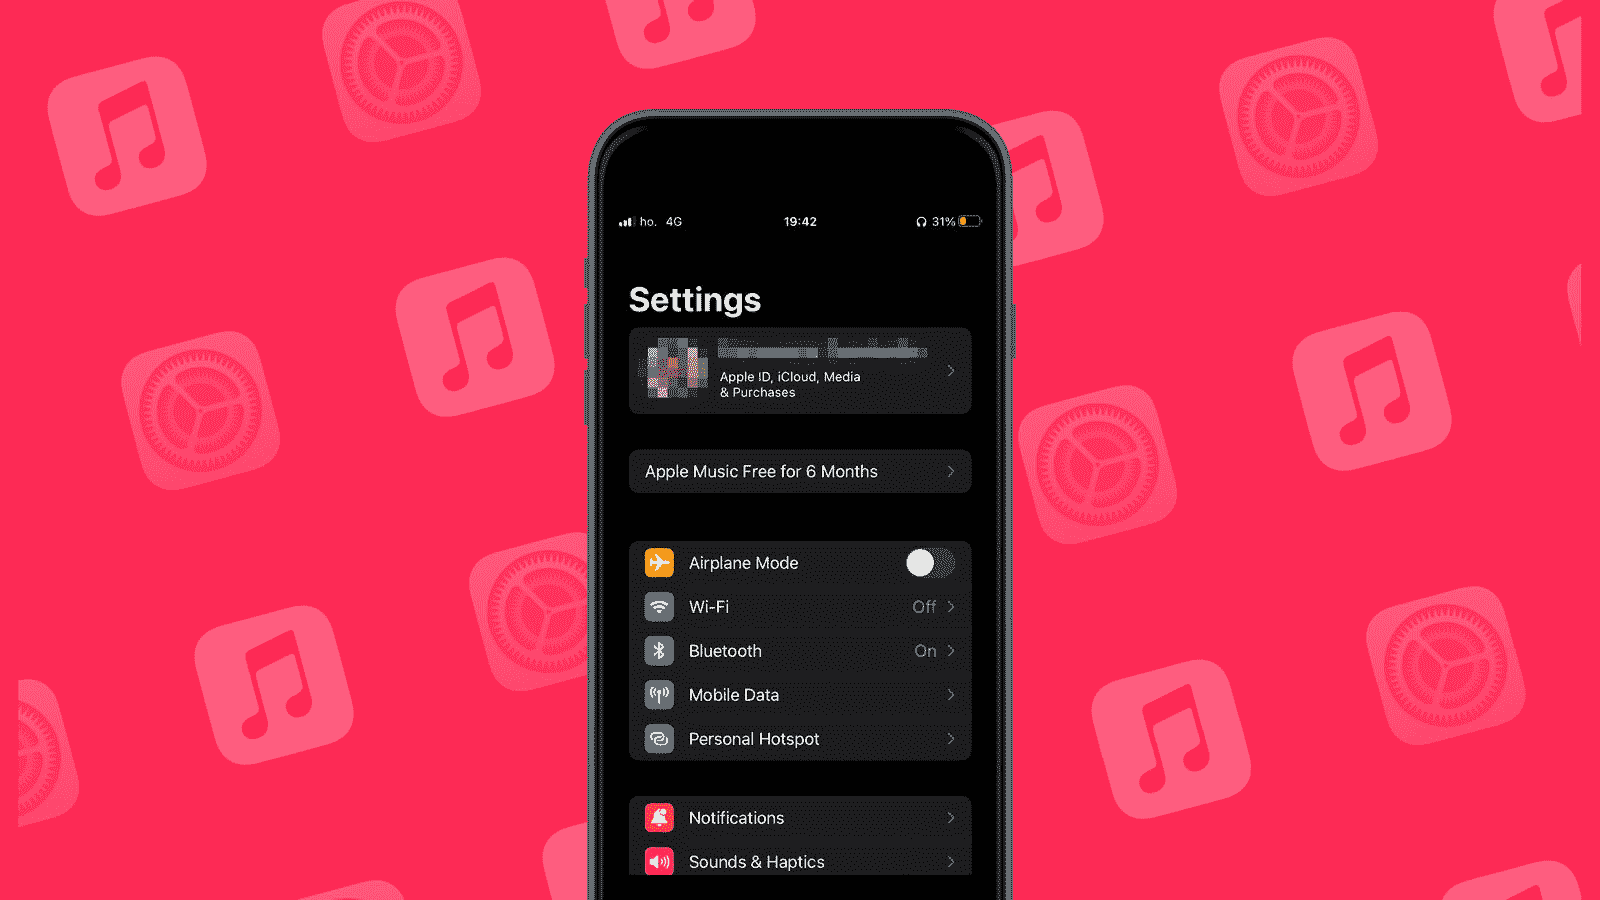 ho. 4G 19:42 31%
Settings
Apple ID, iCloud, Media
& Purchases
Apple Music Free for 6 Months
Airplane Mode
Wi-Fi Off
Bluetooth On
Mobile Data
Personal Hotspot
Notifications
Sounds & Haptics